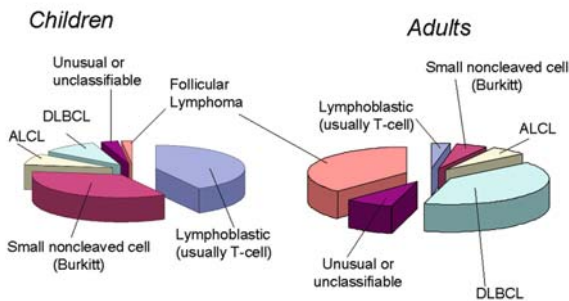 Children
Unusual or
unclassifiable
Follicular
Lymphoma
DLBCL
ALCL
Small noncleaved cell
(Burkitt)
Lymphoblastic
(usually T-cell)
Adults
Small noncleaved cell
(Burkitt)
Lymphoblastic
(usually T-cell)
ALCL
Unusual or
unclassifiable
DLBCL